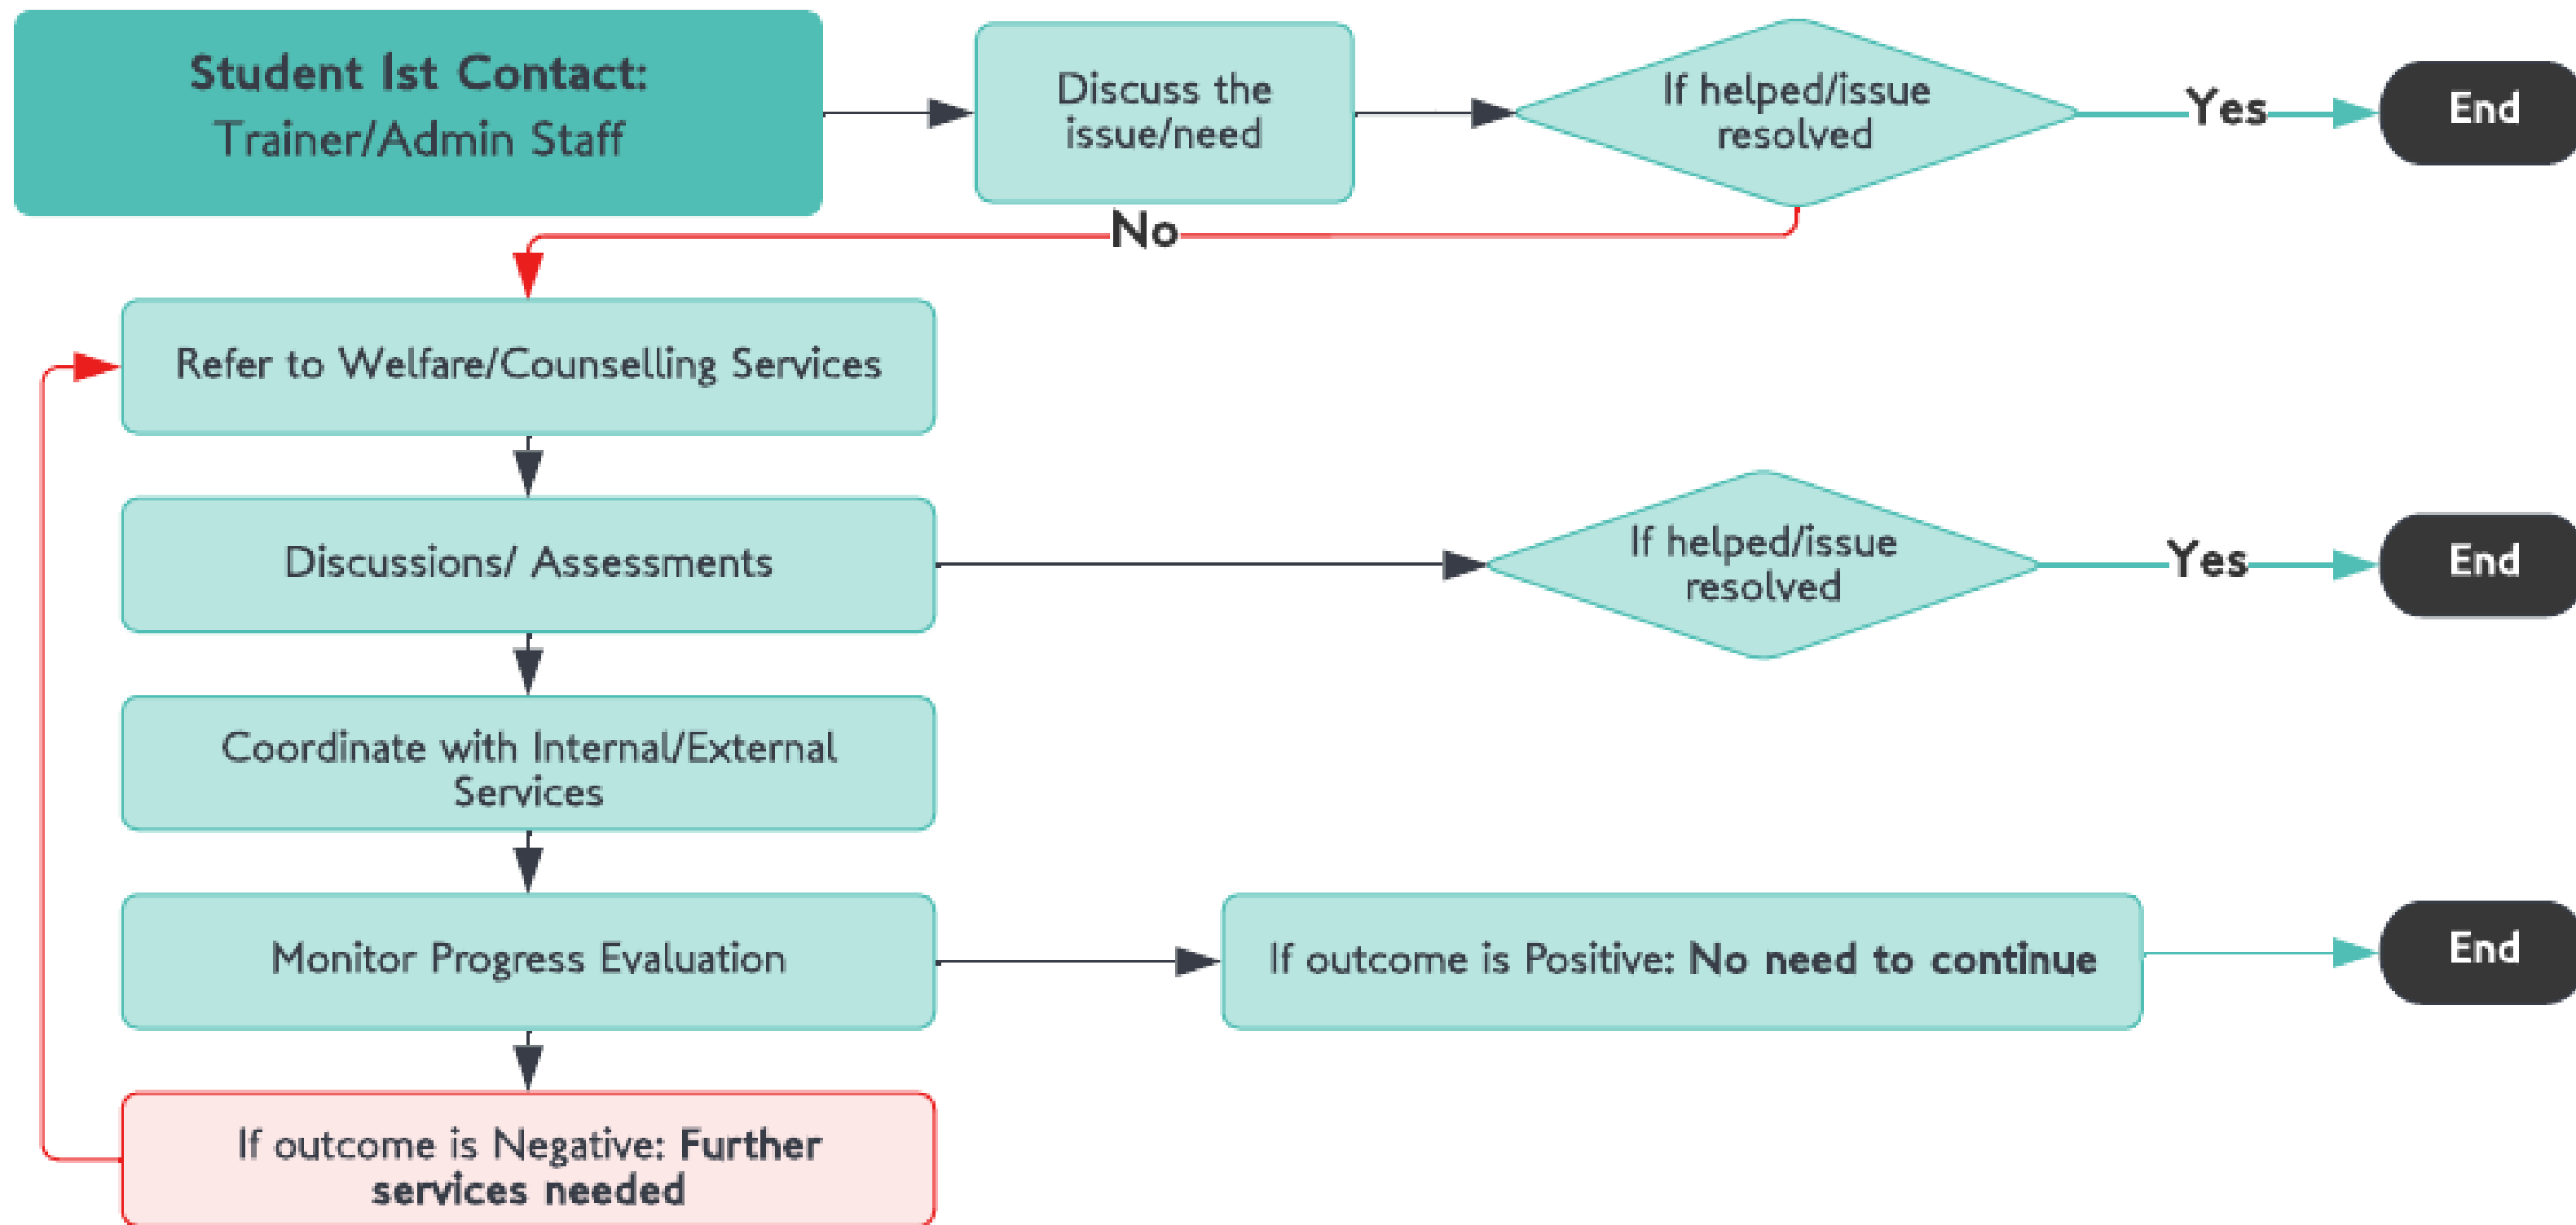 Student 1st Contact:
Trainer/Admin Staff
Discuss the
issue/need
If helped/issue
resolved
Yes
End
No
Refer to Welfare/Counselling Services
Discussions/ Assessments
If helped/issue
resolved
Yes
End
Coordinate with Internal/External
Services
Monitor Progress Evaluation
If outcome is Positive: No need to continue
End
If outcome is Negative: Further
services needed